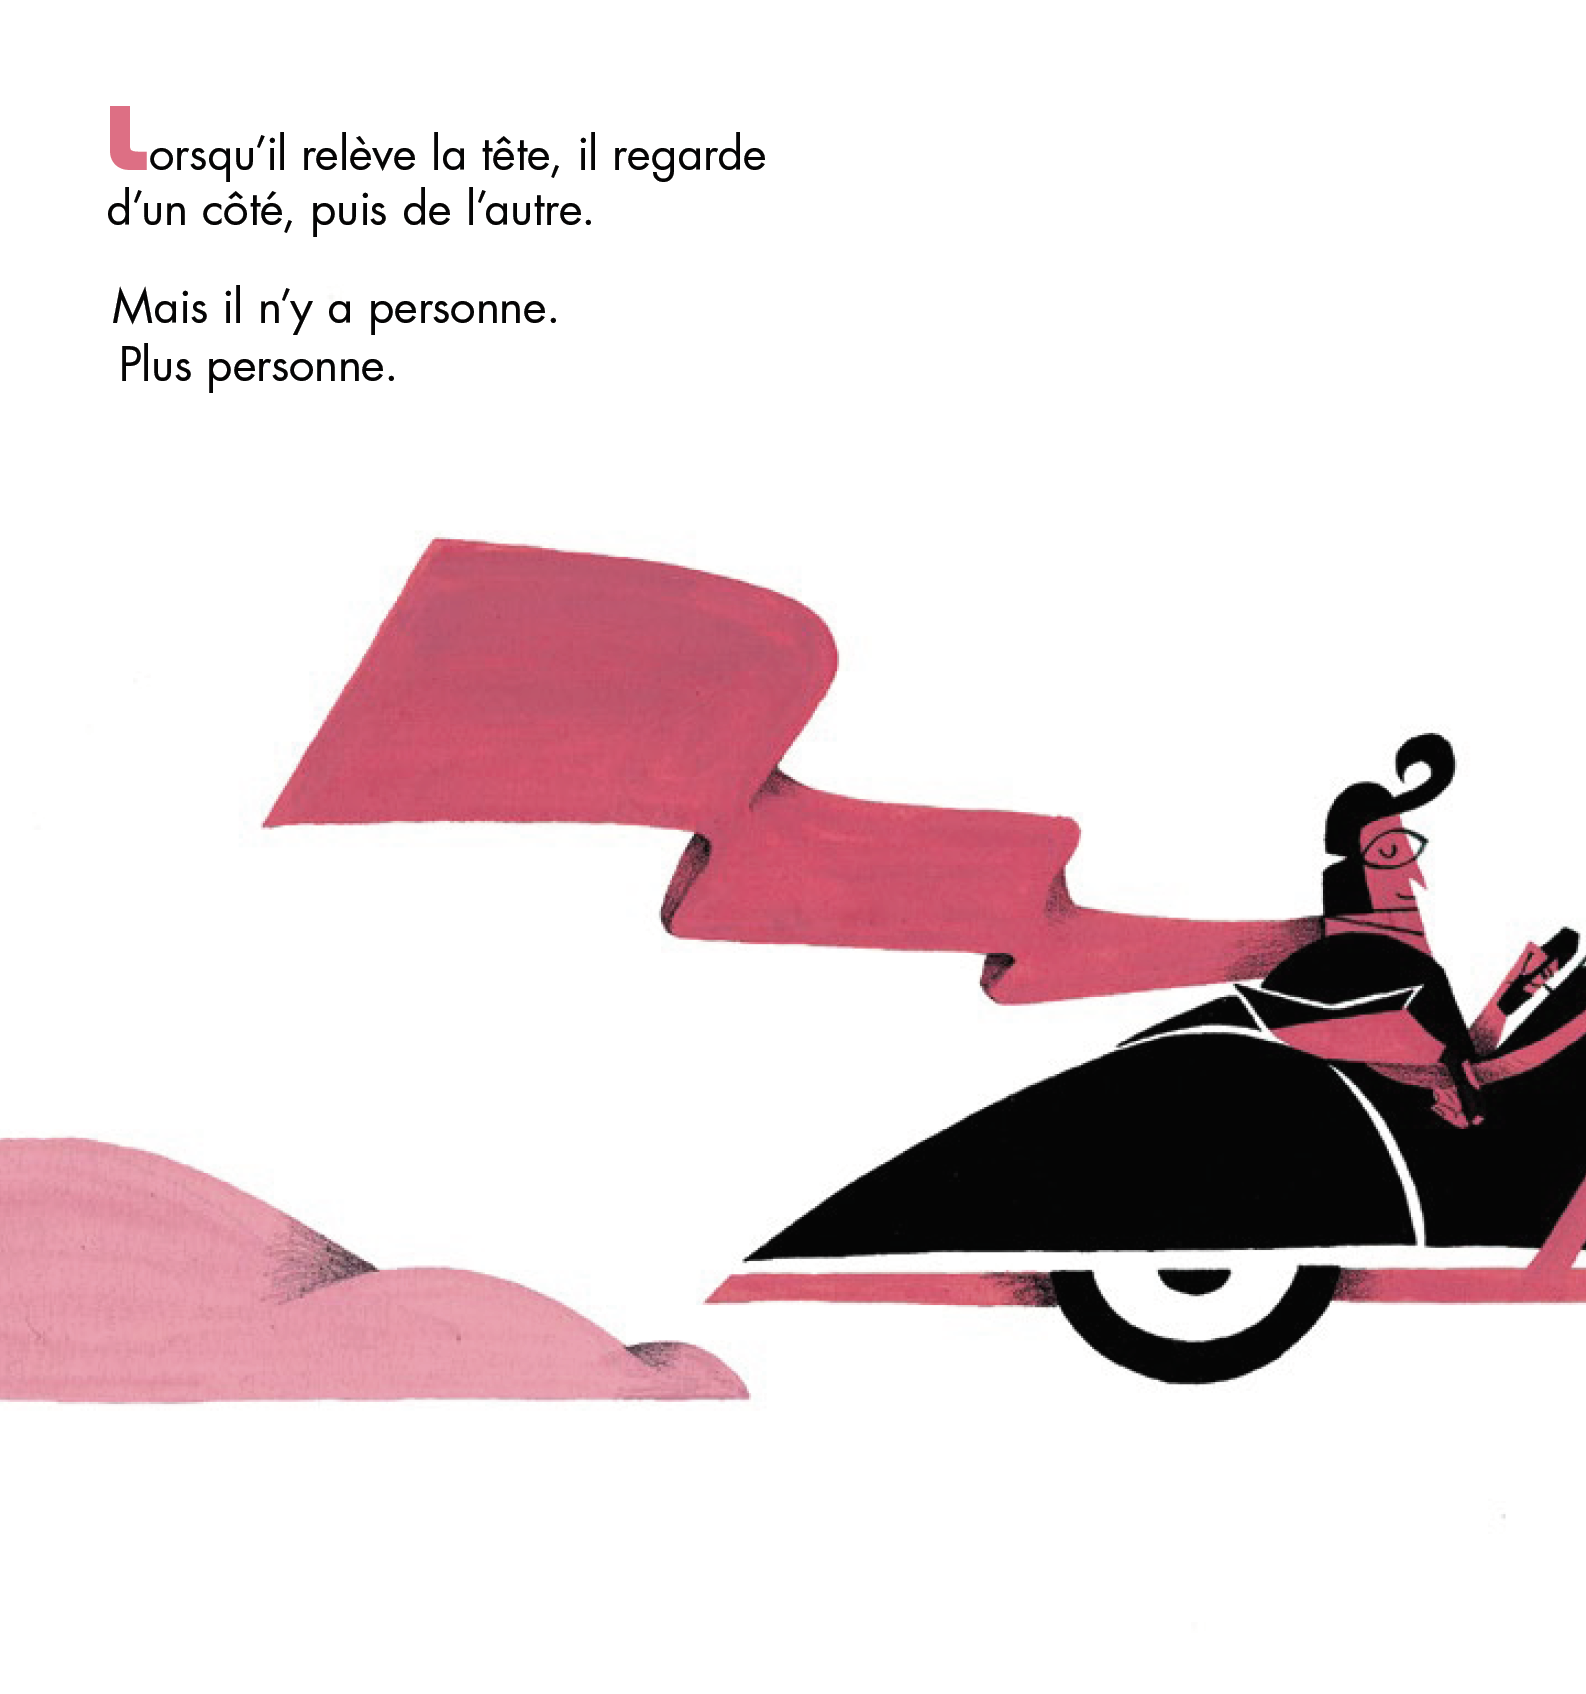 Lorsqu’il relève la tête, il regarde
d’un côté, puis de l’autre.
Mais il n’y a personne.
Plus personne.